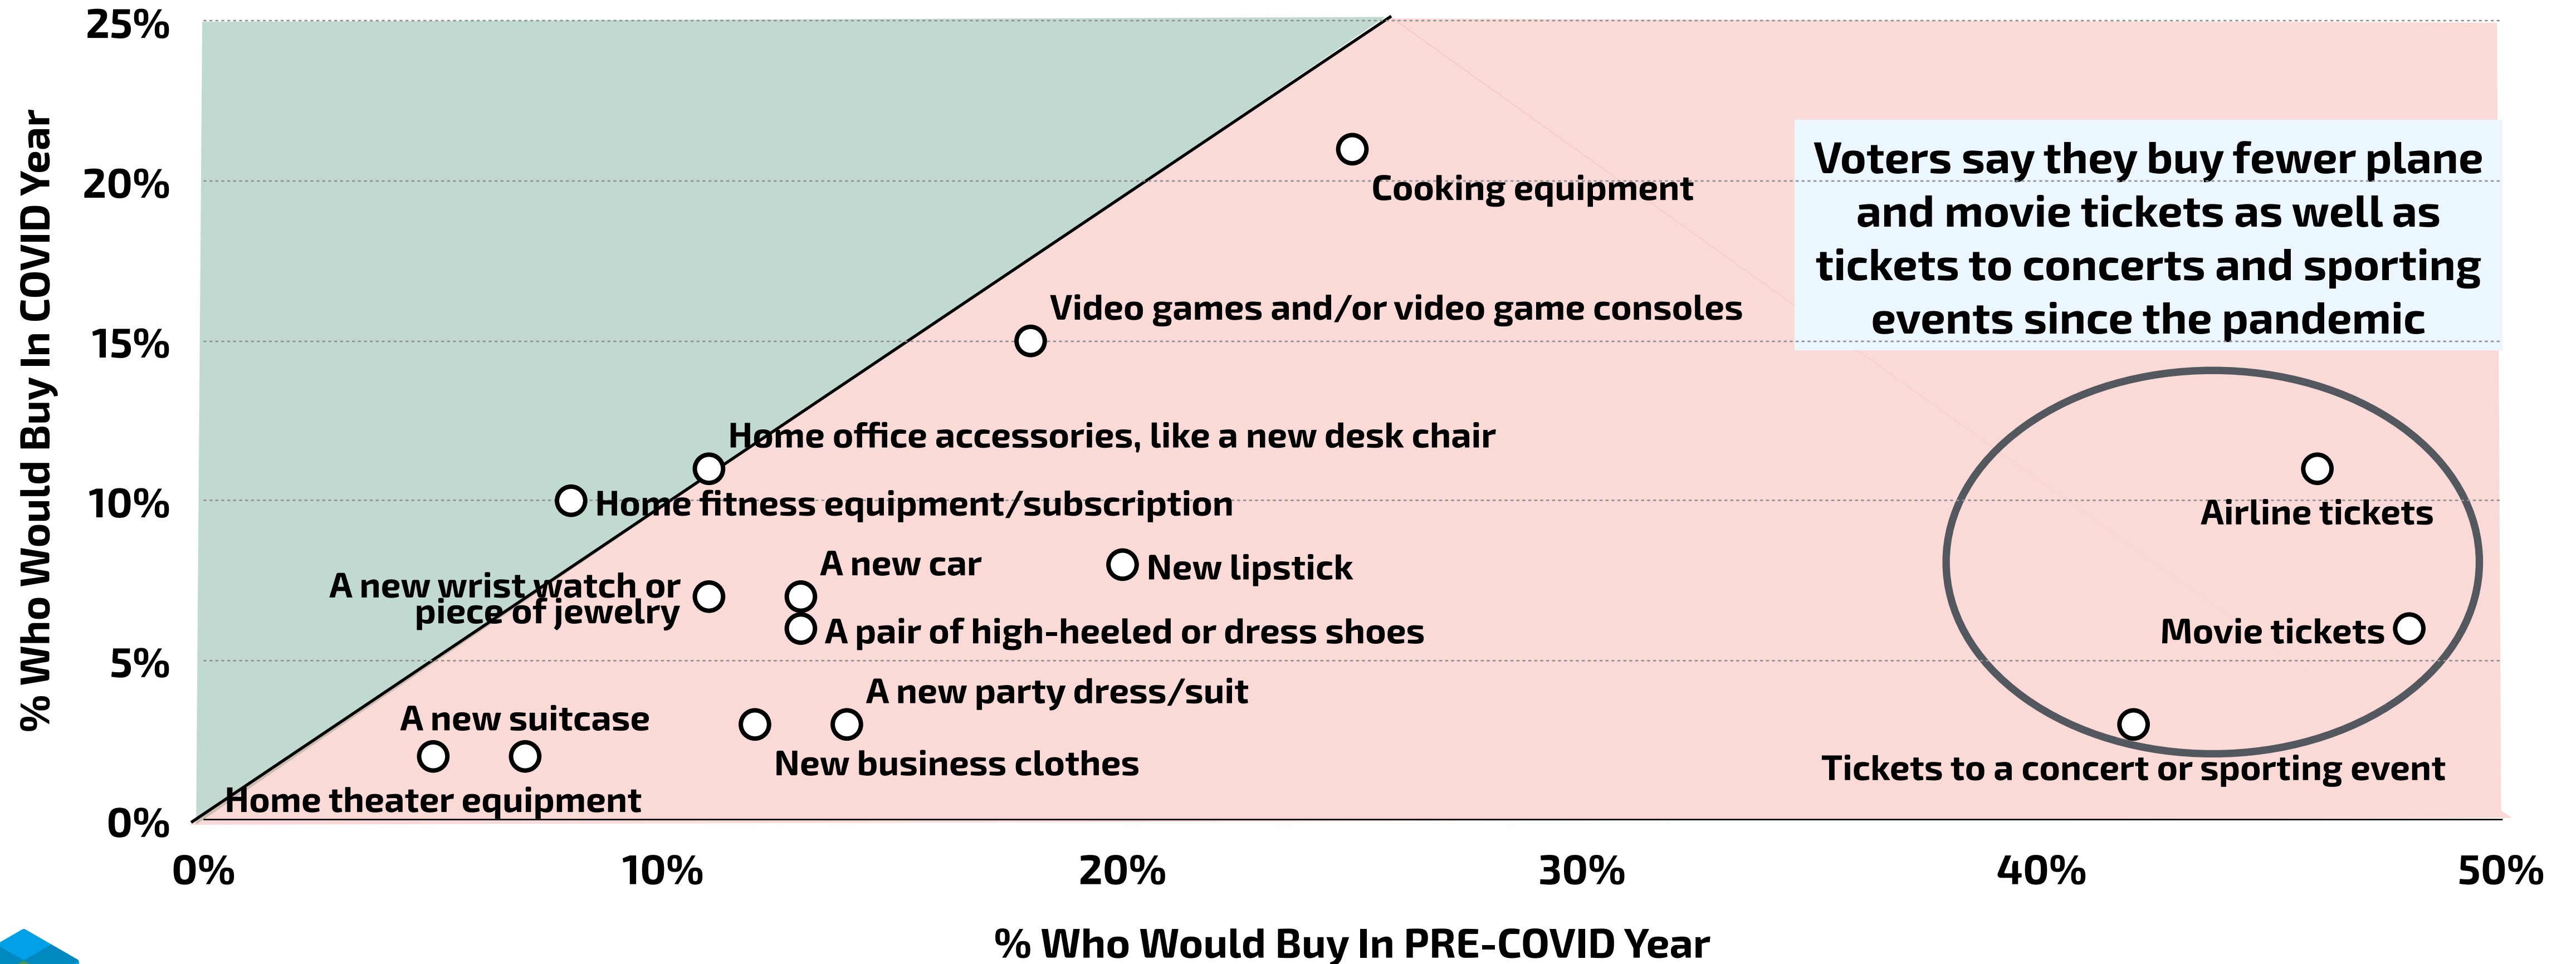 25%
20%
15%
10%
5%
0%
% Who Would Buy In COVID Year
Cooking equipment
Voters say they buy fewer plane
and movie tickets as well as
tickets to concerts and sporting
events since the pandemic
Video games and/or video game consoles
Home office accessories, like a new desk chair
Home fitness equipment/subscription
Airline tickets
A new car
New lipstick
A new wrist watch or
piece of jewelry
A pair of high-heeled or dress shoes
Movie tickets
A new party dress/suit
A new suitcase
New business clothes
Tickets to a concert or sporting event
Home theater equipment
0% 10% 20% 30% 40% 50%
% Who Would Buy In PRE-COVID Year